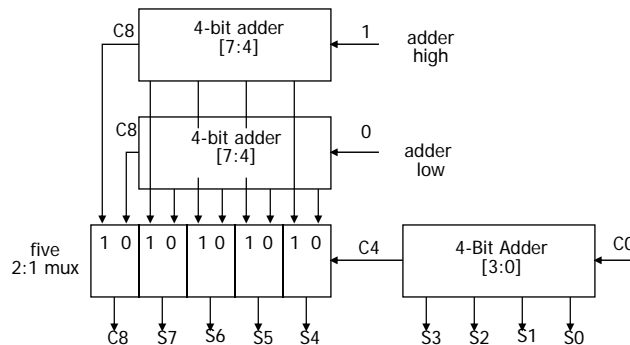 C8
4-bit adder
[7:4]
1
adder
high
C8
4-bit adder
[7:4]
0
adder
low
five
2:1 mux
1 0 1 0 1 0 1 0 1 0
C4
4-Bit Adder
[3:0]
C0
C8 S7 S6 S5 S4 S3 S2 S1 S0